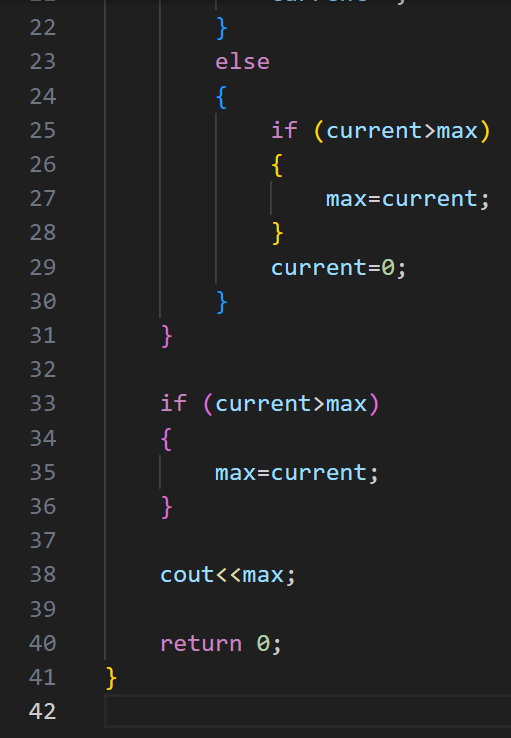 22 }
23 else
24 {
25 if (current>max)
26 {
27 max=current;
28 }
29 current=0;
30 }
31 }
32
33 if (current>max)
34 {
35 max=current;
36 }
37
38 cout<<max;
39
40 return 0;
41 }
42